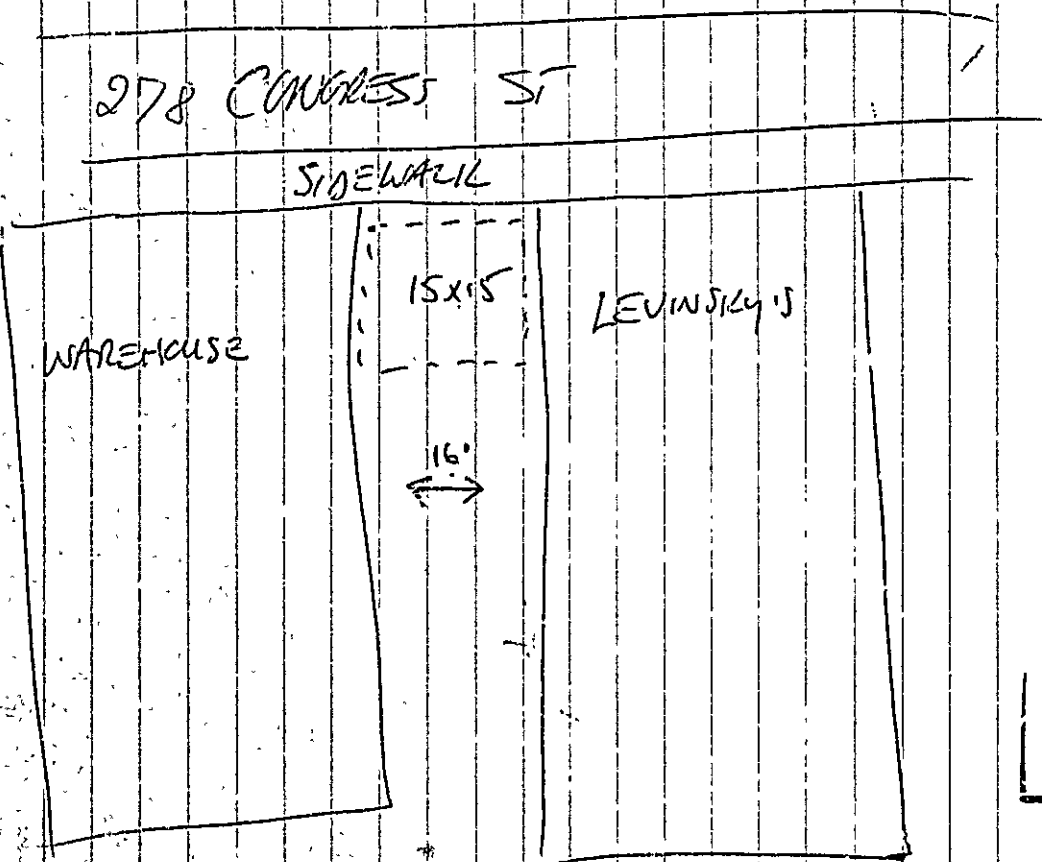 278 CONGRESS ST
SIDEWALK
15x15
LEVINSKY'S
WAREHOUSE
16'